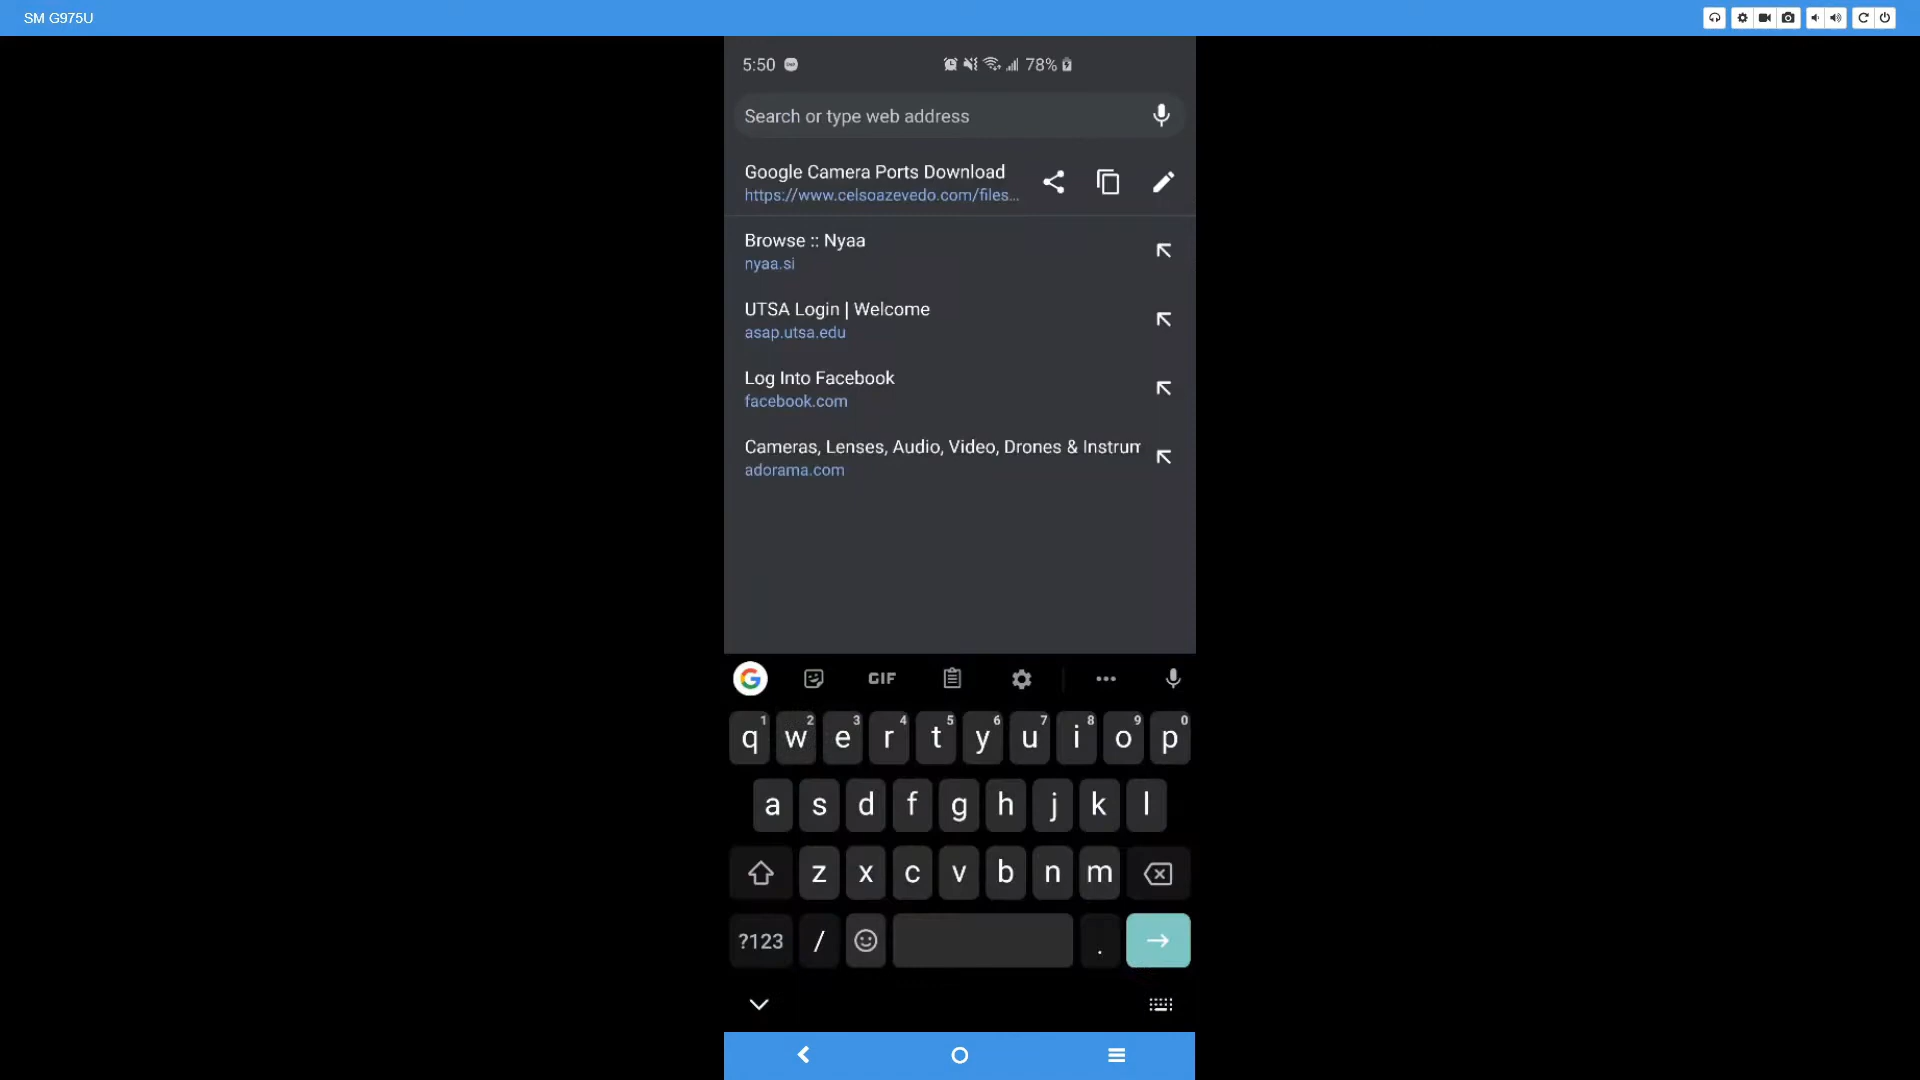 SM G975U
5:50
78%
Search or type web address
Google Camera Ports Download
https://www.celsoazevedo.com/files...
Browse :: Nyaa
nyaa.si
UTSA Login | Welcome
asap.utsa.edu
Log Into Facebook
facebook.com
Cameras, Lenses, Audio, Video, Drones & Instrum
adorama.com
G GIF
1 2 3 4 5 6 7 8 9 0
q w e r t y u i o p
a s d f g h j k l
z x c v b n m
?123 / .